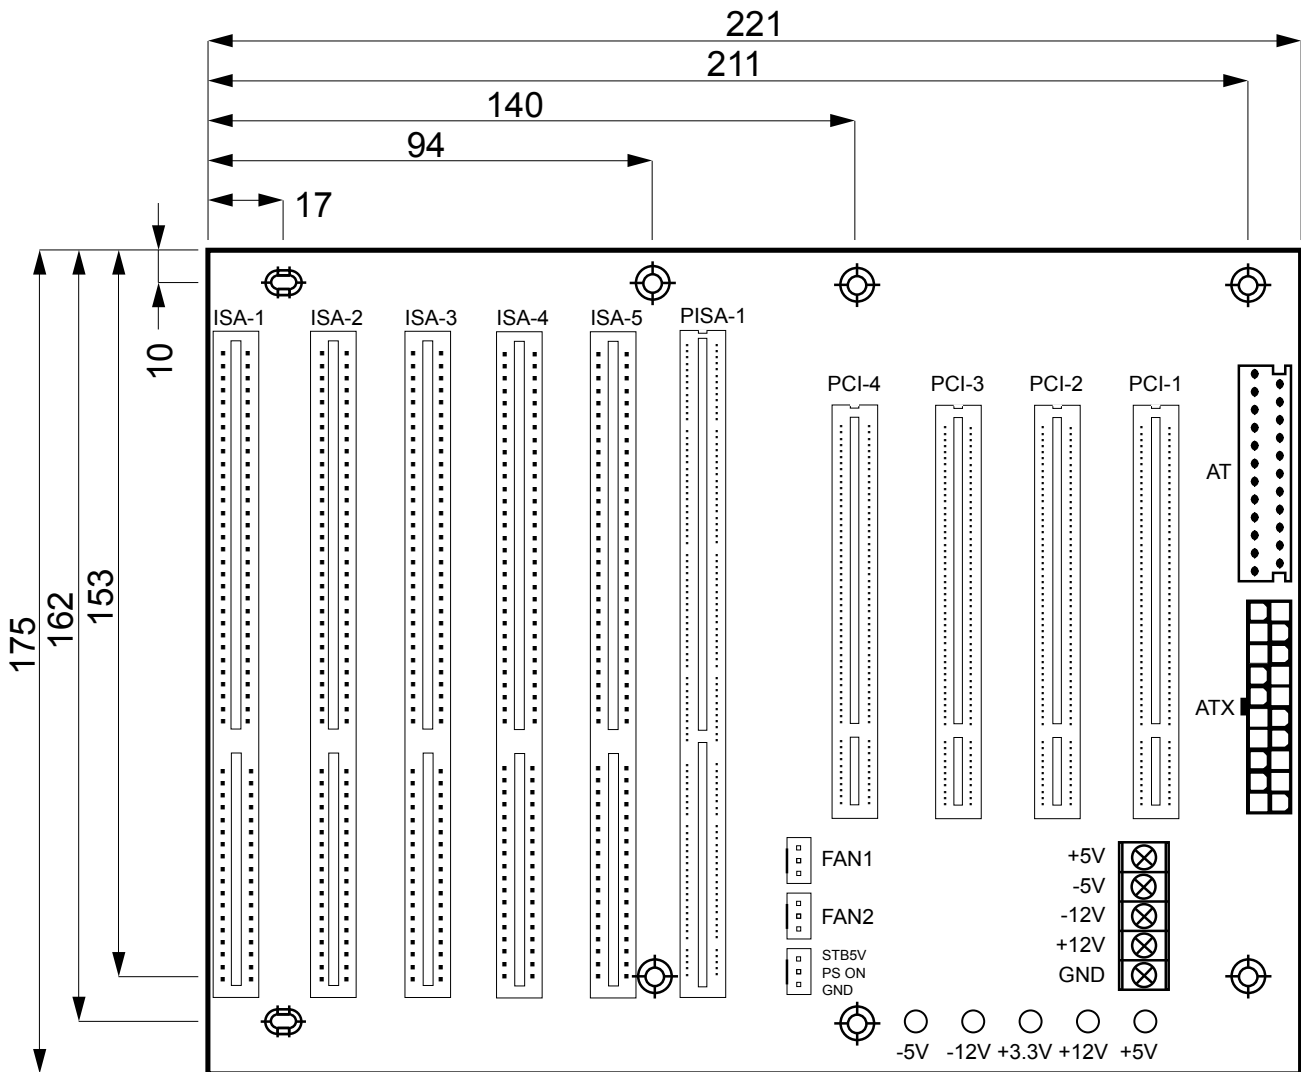 221
211
140
94
17
10
175
162
153
ISA-1 ISA-2 ISA-3 ISA-4 ISA-5 PISA-1
PCI-4 PCI-3 PCI-2 PCI-1
AT
ATX
FAN1
FAN2
STB5V
PS ON
GND
+5V
-5V
-12V
+12V
GND
-5V -12V +3.3V +12V +5V